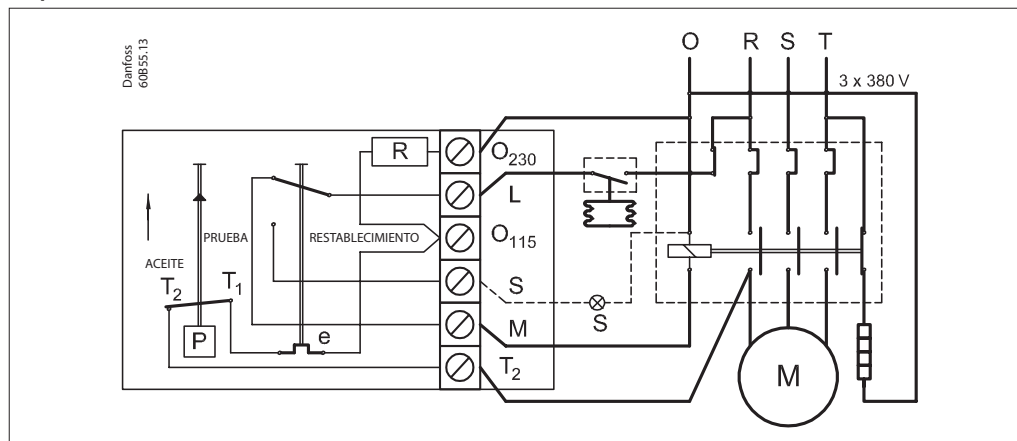 Danfoss
60B55.13
O R S T
3 x 380 V
R
O230
L
PRUEBA
RESTABLECIMIENTO
O115
ACEITE
T2
T1
S
S
P
e
M
T2
M